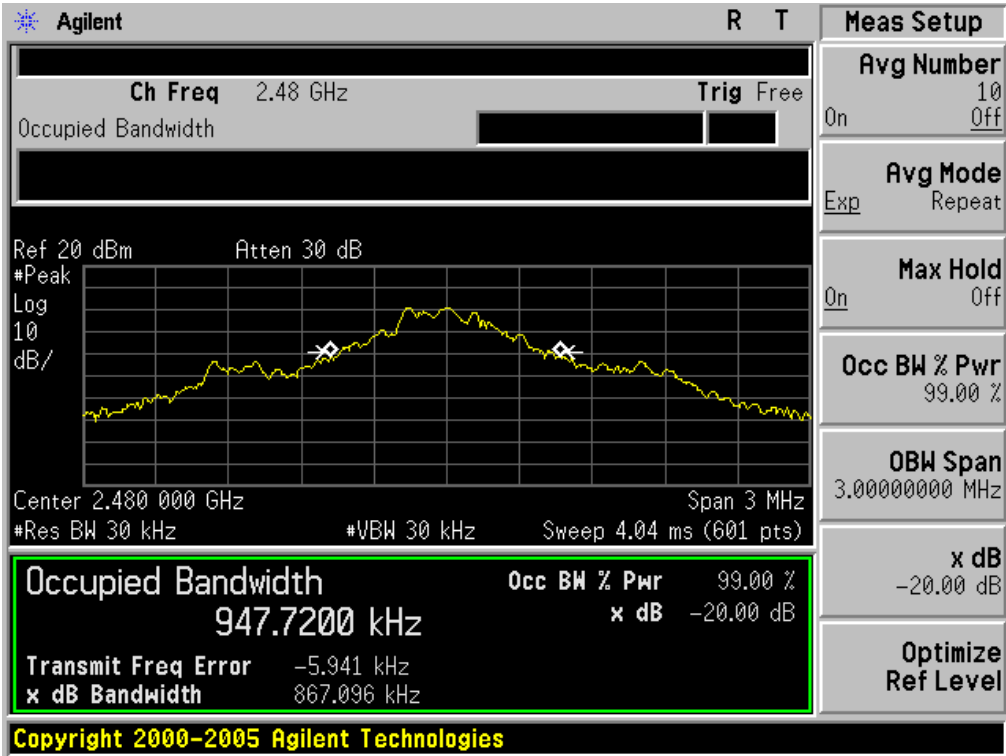 Agilent R T
Meas Setup
Ch Freq 2.48 GHz Trig Free
Occupied Bandwidth
Ref 20 dBm Atten 30 dB
#Peak
Log
10
dB/
Center 2.480 000 GHz Span 3 MHz
#Res BW 30 kHz #VBW 30 kHz Sweep 4.04 ms (601 pts)
Occupied Bandwidth
947.7200 kHz
Occ BW % Pwr 99.00 %
x dB -20.00 dB
Transmit Freq Error -5.941 kHz
x dB Bandwidth 867.096 kHz
Avg Number
10
On Off
Avg Mode
Exp Repeat
Max Hold
On Off
Occ BW % Pwr
99.00 %
OBW Span
3.00000000 MHz
x dB
-20.00 dB
Optimize
Ref Level
Copyright 2000-2005 Agilent Technologies